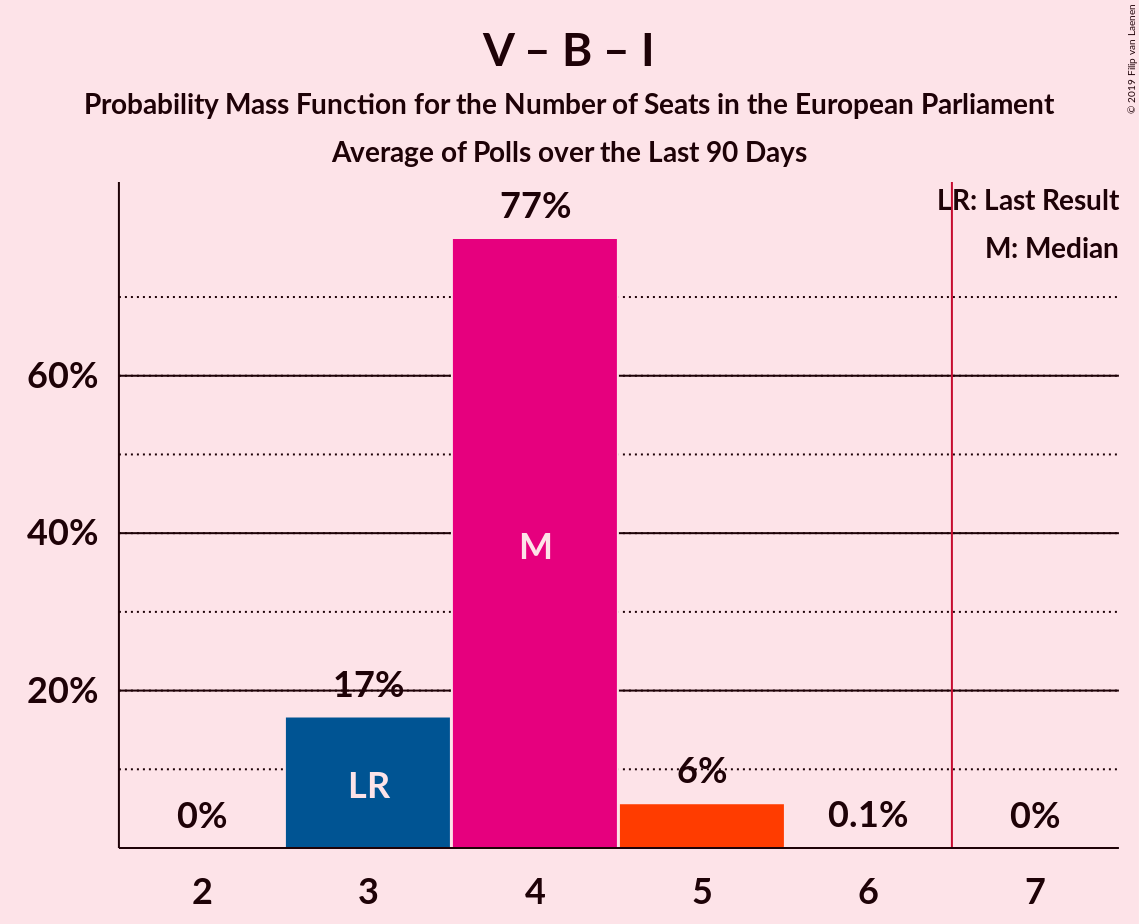 V – B – I
Probability Mass Function for the Number of Seats in the European Parliament
Average of Polls over the Last 90 Days
© 2019 Filip van Laenen
LR: Last Result
M: Median
77%
60%
40%
20%
17%
6%
0%
0.1%
0%
M
LR
2
3
4
5
6
7